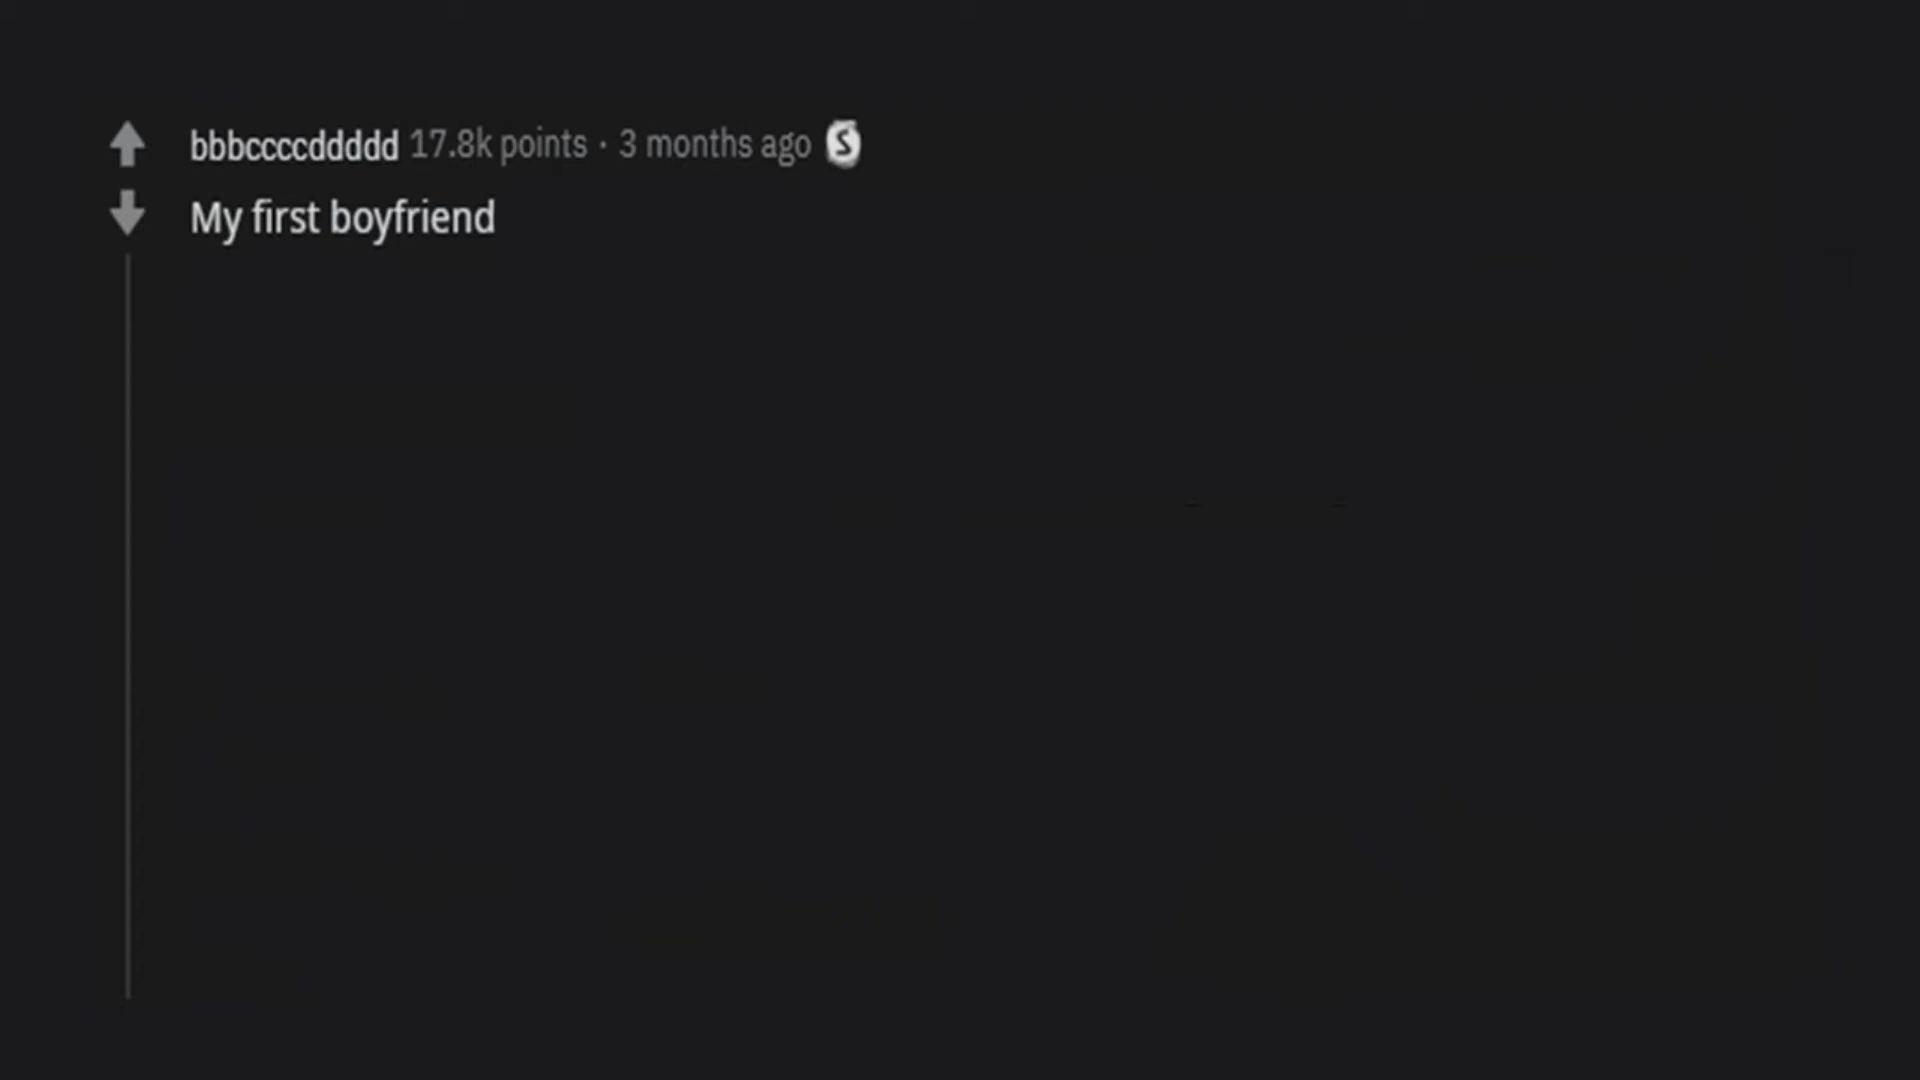 bbbccccddddd 17.8k points · 3 months ago S
My first boyfriend